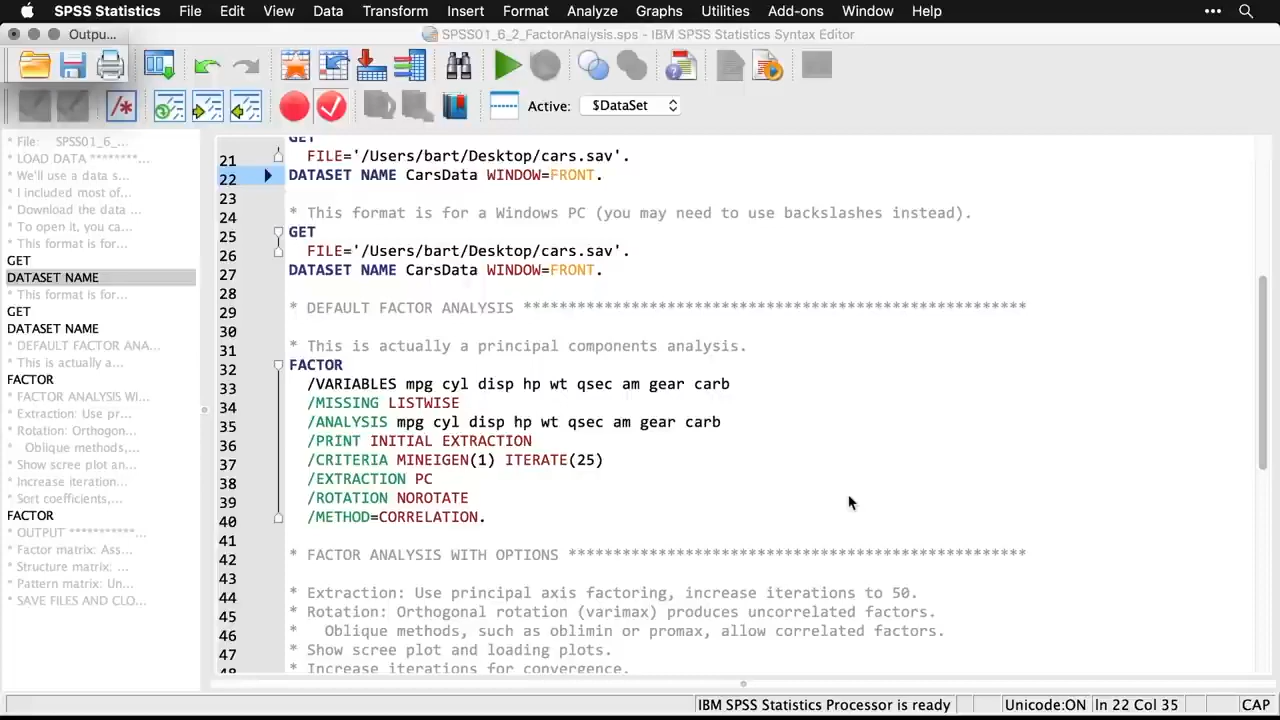 SPSS Statistics File Edit View Data Transform Insert Format Analyze Graphs Utilities Add-ons Window Help
Outpu...
SPSS01_6_2_FactorAnalysis.sps - IBM SPSS Statistics Syntax Editor
Active: $DataSet
* File: SPSS01_6_...
* LOAD DATA ********...
* We'll use a data s...
* I included most of...
* Download the data ...
* To open it, you ca...
* This format is for...
GET
DATASET NAME
* This format is for...
GET
DATASET NAME
* DEFAULT FACTOR ANA...
* This is actually a...
FACTOR
* FACTOR ANALYSIS WI...
* Extraction: Use pr...
* Rotation: Orthogon...
* Oblique methods,...
* Show scree plot an...
* Increase iteration...
* Sort coefficients,...
FACTOR
* OUTPUT ***********...
* Factor matrix: Ass...
* Structure matrix: ...
* Pattern matrix: Un...
* SAVE FILES AND CLO...
GET
21 FILE='/Users/bart/Desktop/cars.sav'.
22 DATASET NAME CarsData WINDOW=FRONT.
23
24 * This format is for a Windows PC (you may need to use backslashes instead).
25 GET
26 FILE='/Users/bart/Desktop/cars.sav'.
27 DATASET NAME CarsData WINDOW=FRONT.
28
29 * DEFAULT FACTOR ANALYSIS ********************************************************
30
31 * This is actually a principal components analysis.
32 FACTOR
33 /VARIABLES mpg cyl disp hp wt qsec am gear carb
34 /MISSING LISTWISE
35 /ANALYSIS mpg cyl disp hp wt qsec am gear carb
36 /PRINT INITIAL EXTRACTION
37 /CRITERIA MINEIGEN(1) ITERATE(25)
38 /EXTRACTION PC
39 /ROTATION NOROTATE
40 /METHOD=CORRELATION.
41
42 * FACTOR ANALYSIS WITH OPTIONS ***************************************************
43
44 * Extraction: Use principal axis factoring, increase iterations to 50.
45 * Rotation: Orthogonal rotation (varimax) produces uncorrelated factors.
46 * Oblique methods, such as oblimin or promax, allow correlated factors.
47 * Show scree plot and loading plots.
48 * Increase iterations for convergence.
IBM SPSS Statistics Processor is ready Unicode:ON In 22 Col 35 CAP